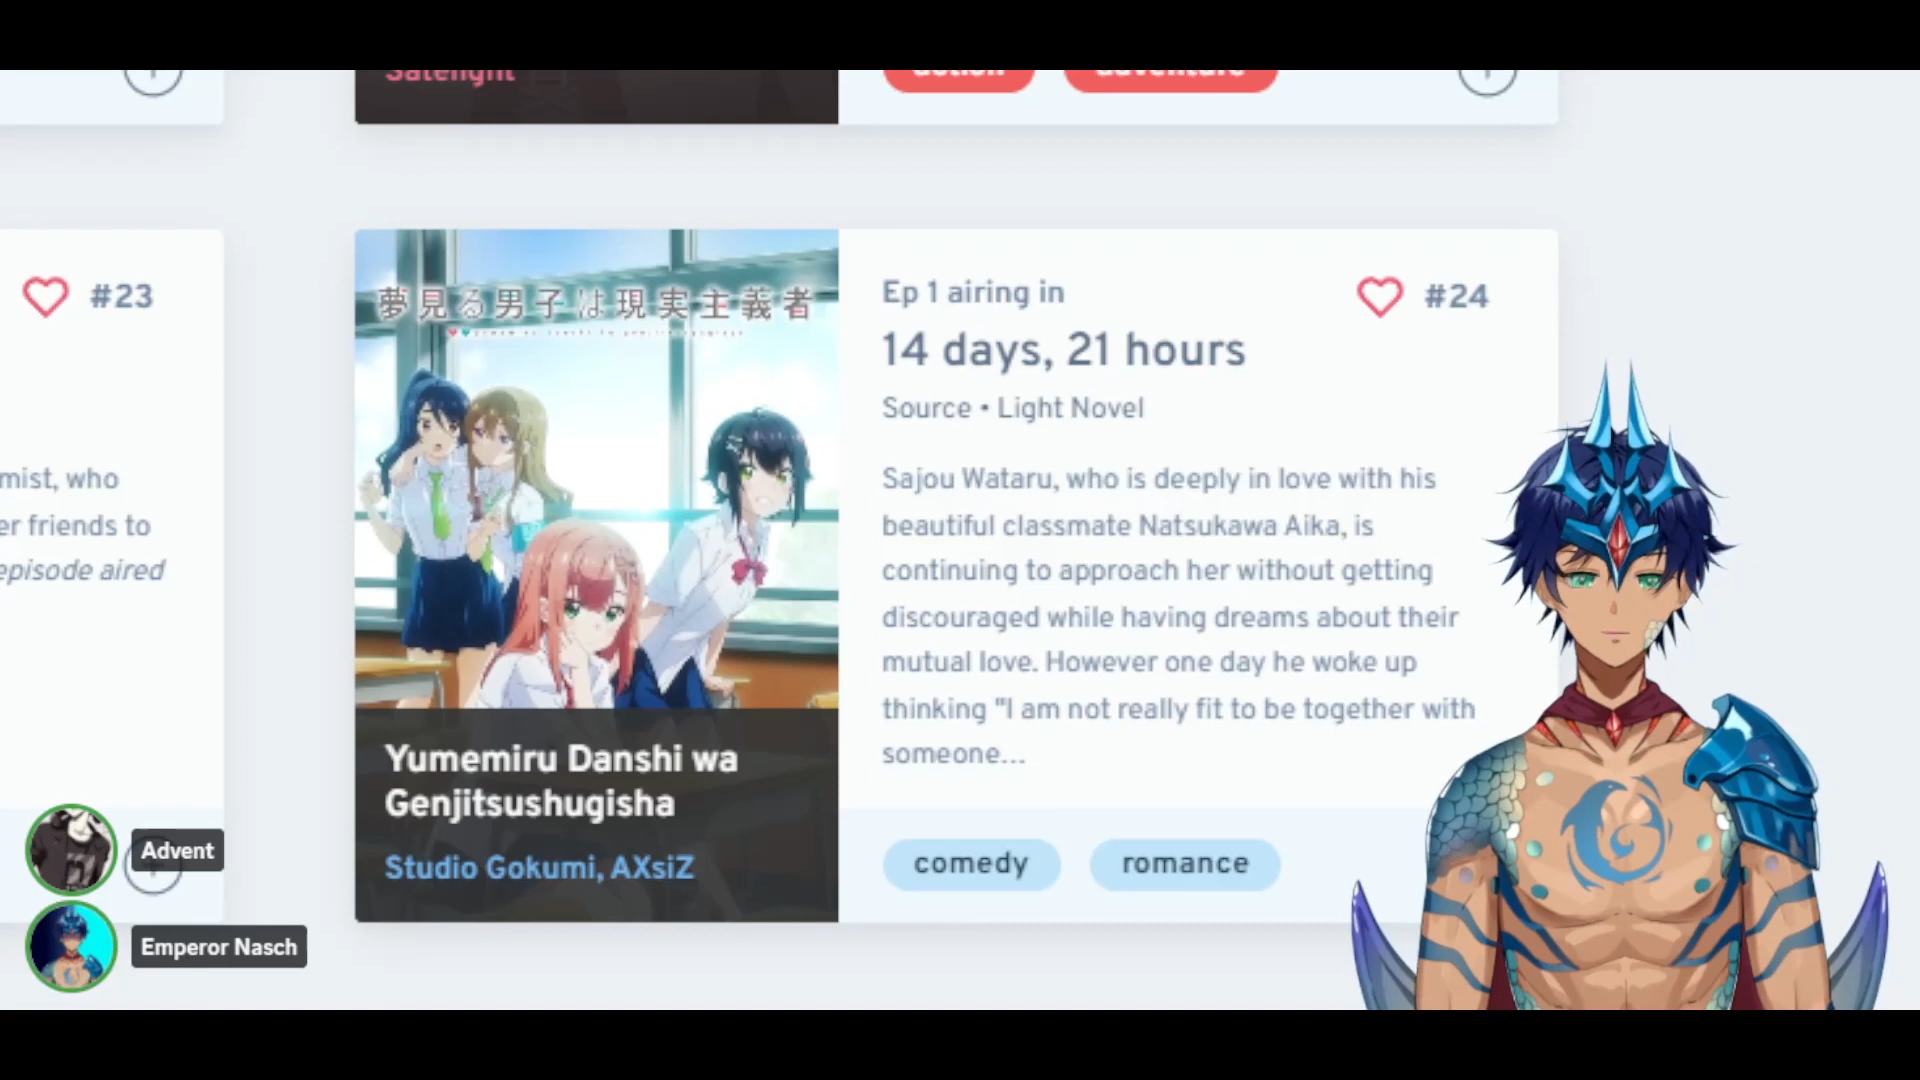 Satelight
action
adventure
#23
mist, who
er friends to
episode aired
夢見る男子は現実主義者
Ep 1 airing in
#24
14 days, 21 hours
Source • Light Novel
Sajou Wataru, who is deeply in love with his
beautiful classmate Natsukawa Aika, is
continuing to approach her without getting
discouraged while having dreams about their
mutual love. However one day he woke up
thinking "I am not really fit to be together with
someone...
Yumemiru Danshi wa
Genjitsushugisha
Studio Gokumi, AXsiZ
comedy
romance
Advent
Emperor Nasch